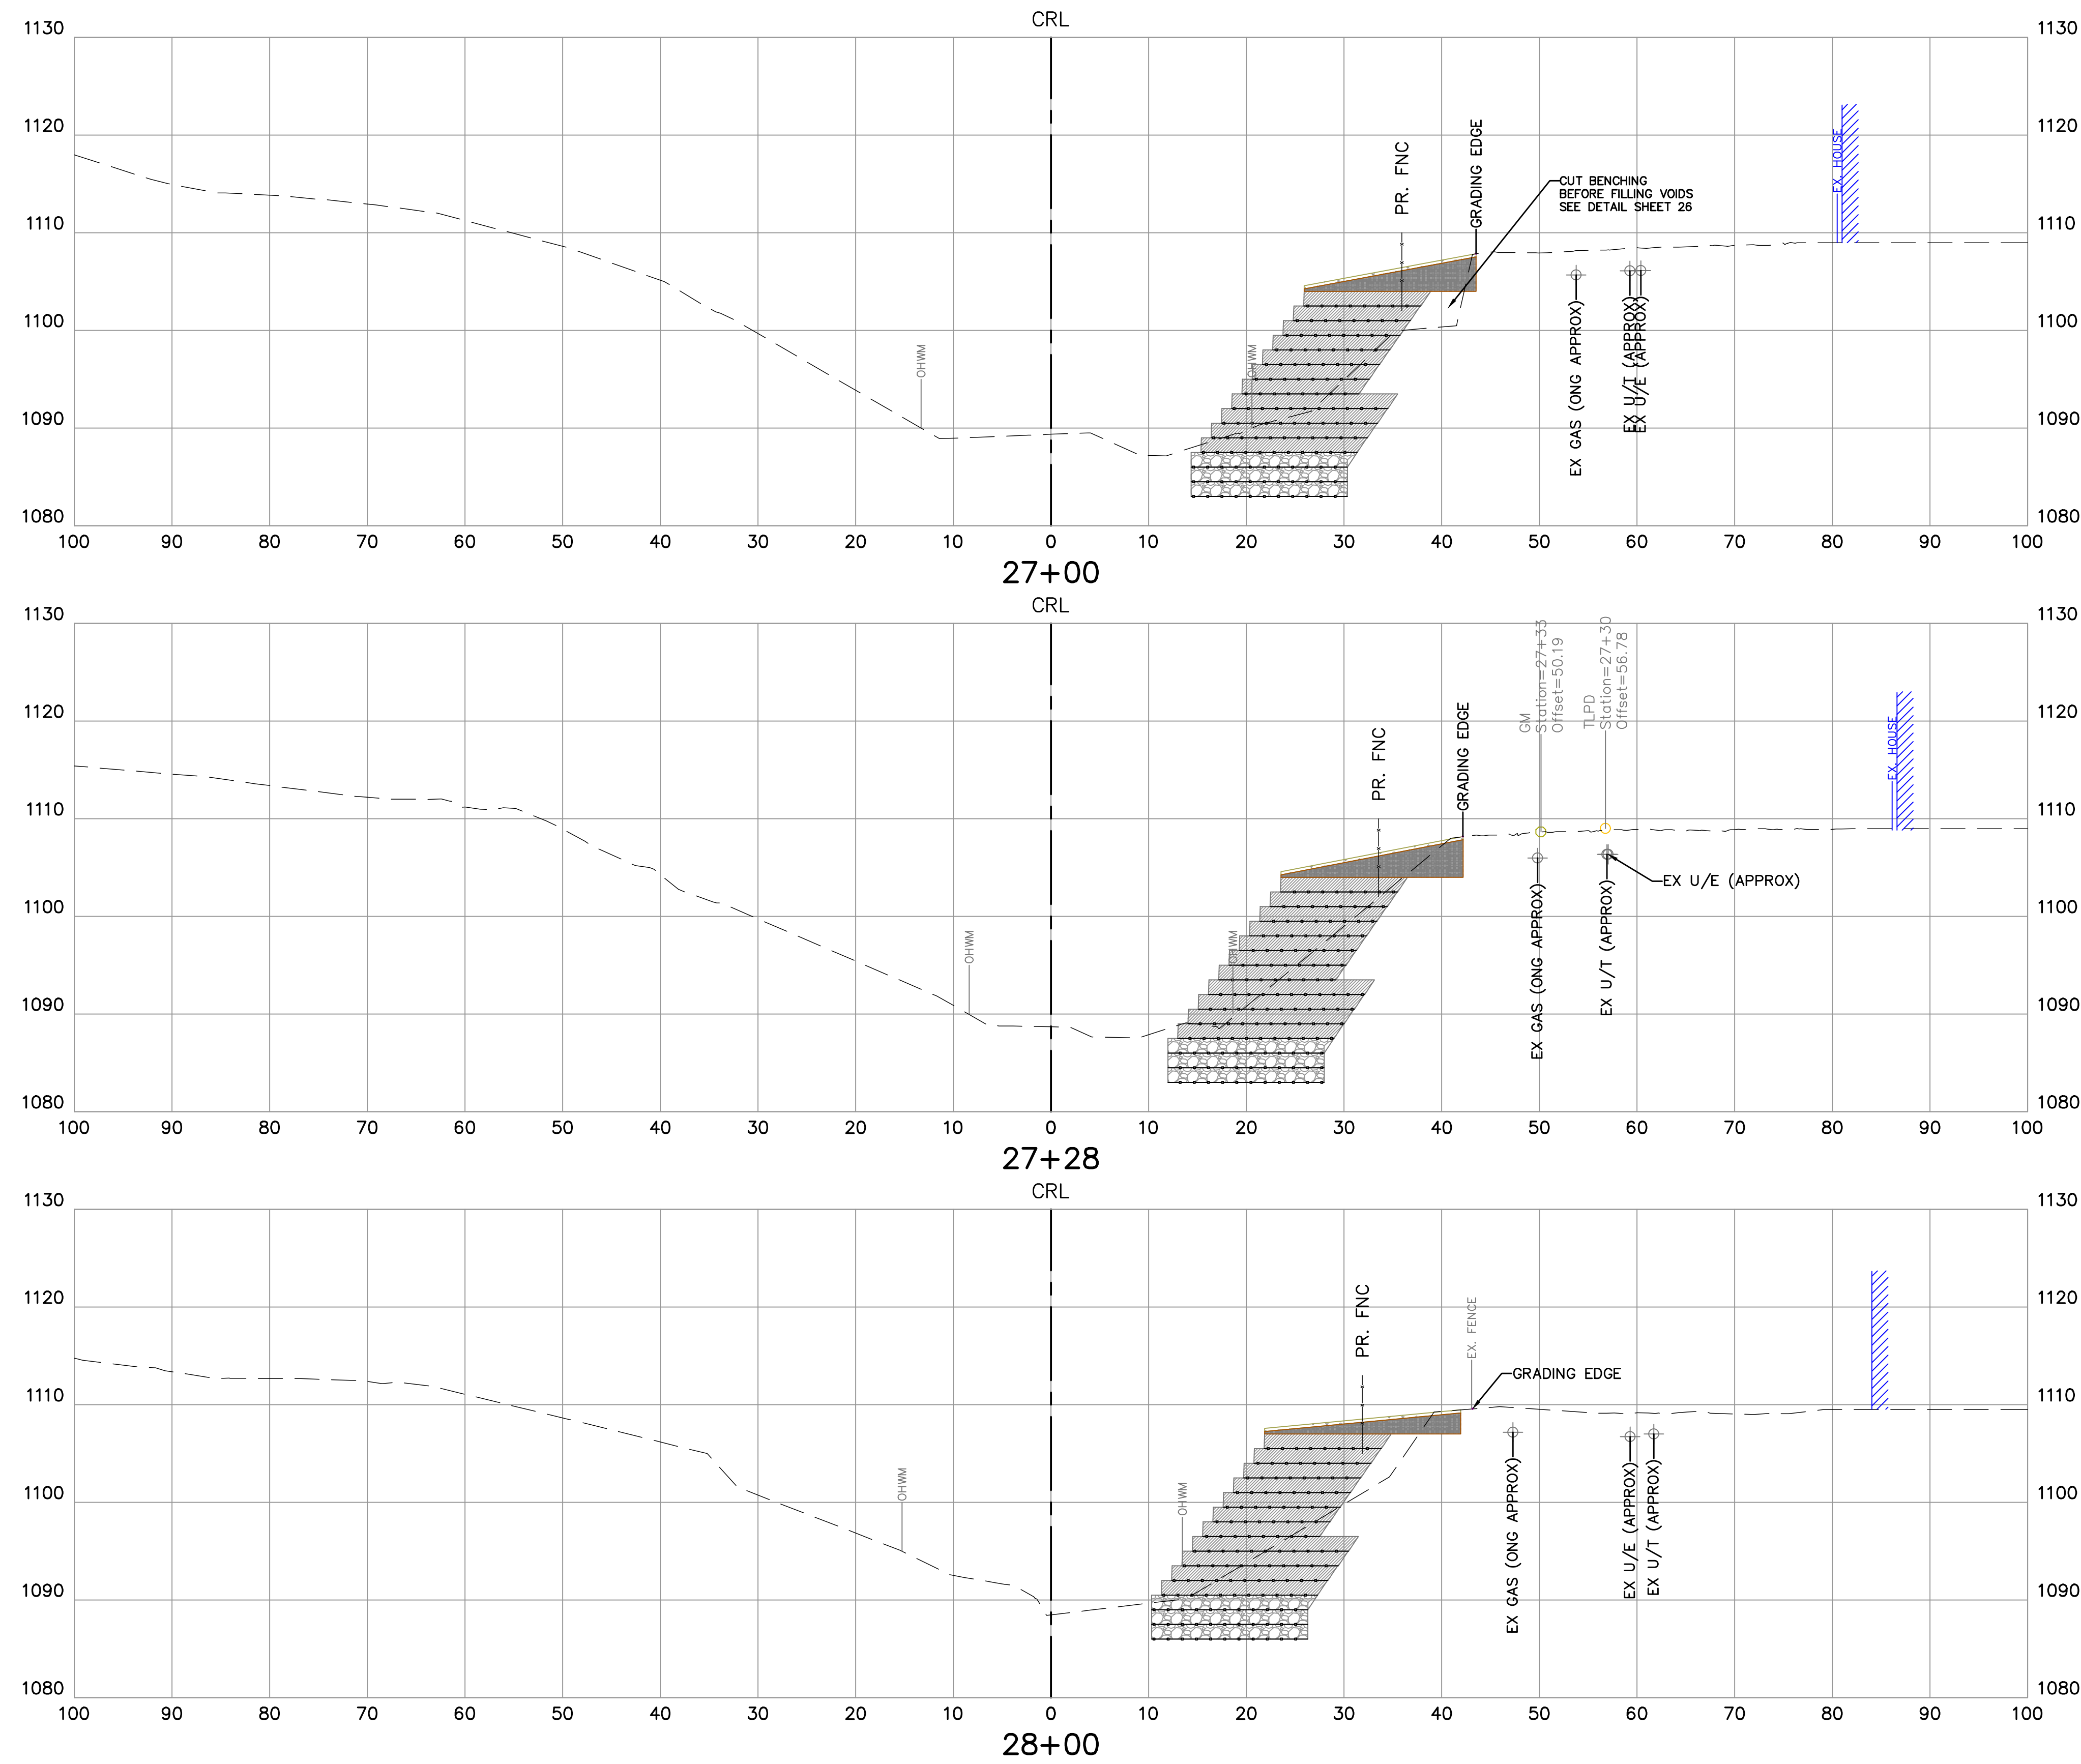 CRL
1130 1130
1120 1120
1110 1110
1100 1100
1090 1090
1080 1080
OHWM
OHWM
PR. FNC
GRADING EDGE
CUT BENCHING
BEFORE FILLING VOIDS
SEE DETAIL SHEET 26
EX GAS (ONG APPROX)
EX U/T (APPROX)
EX U/E (APPROX)
EX. HOUSE
100 90 80 70 60 50 40 30 20 10 0 10 20 30 40 50 60 70 80 90 100
27+00
CRL
1130 1130
1120 1120
1110 1110
1100 1100
1090 1090
1080 1080
OHWM
OHWM
PR. FNC
GRADING EDGE
GM
Station=27+33
Offset=50.19
TLPD
Station=27+30
Offset=56.78
EX GAS (ONG APPROX)
EX U/T (APPROX)
EX U/E (APPROX)
EX. HOUSE
100 90 80 70 60 50 40 30 20 10 0 10 20 30 40 50 60 70 80 90 100
27+28
CRL
1130 1130
1120 1120
1110 1110
1100 1100
1090 1090
1080 1080
OHWM
OHWM
PR. FNC
EX. FENCE
GRADING EDGE
EX GAS (ONG APPROX)
EX U/E (APPROX)
EX U/T (APPROX)
100 90 80 70 60 50 40 30 20 10 0 10 20 30 40 50 60 70 80 90 100
28+00